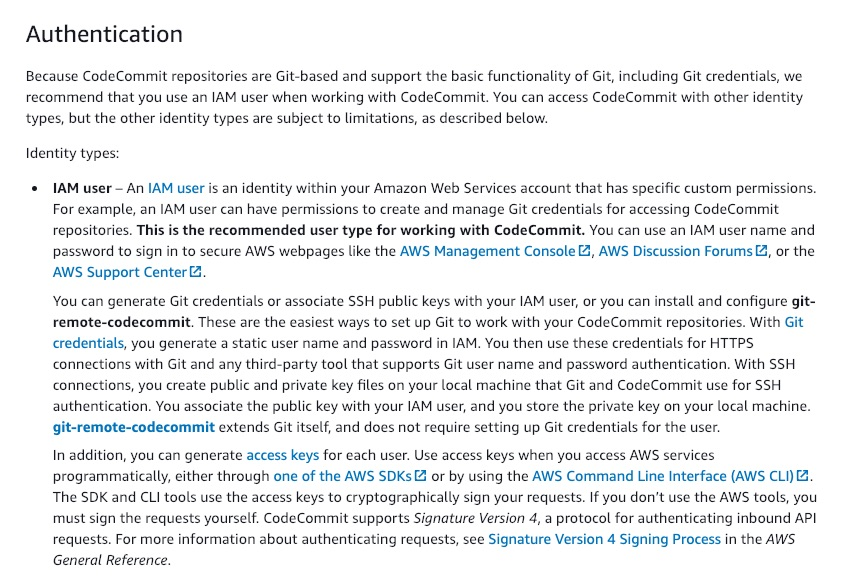 Authentication
Because CodeCommit repositories are Git-based and support the basic functionality of Git, including Git credentials, we
recommend that you use an IAM user when working with CodeCommit. You can access CodeCommit with other identity
types, but the other identity types are subject to limitations, as described below.
Identity types:
• IAM user – An IAM user is an identity within your Amazon Web Services account that has specific custom permissions.
For example, an IAM user can have permissions to create and manage Git credentials for accessing CodeCommit
repositories. This is the recommended user type for working with CodeCommit. You can use an IAM user name and
password to sign in to secure AWS webpages like the AWS Management Console, AWS Discussion Forums, or the
AWS Support Center.
You can generate Git credentials or associate SSH public keys with your IAM user, or you can install and configure git-
remote-codecommit. These are the easiest ways to set up Git to work with your CodeCommit repositories. With Git
credentials, you generate a static user name and password in IAM. You then use these credentials for HTTPS
connections with Git and any third-party tool that supports Git user name and password authentication. With SSH
connections, you create public and private key files on your local machine that Git and CodeCommit use for SSH
authentication. You associate the public key with your IAM user, and you store the private key on your local machine.
git-remote-codecommit extends Git itself, and does not require setting up Git credentials for the user.
In addition, you can generate access keys for each user. Use access keys when you access AWS services
programmatically, either through one of the AWS SDKs or by using the AWS Command Line Interface (AWS CLI).
The SDK and CLI tools use the access keys to cryptographically sign your requests. If you don’t use the AWS tools, you
must sign the requests yourself. CodeCommit supports Signature Version 4, a protocol for authenticating inbound API
requests. For more information about authenticating requests, see Signature Version 4 Signing Process in the AWS
General Reference.